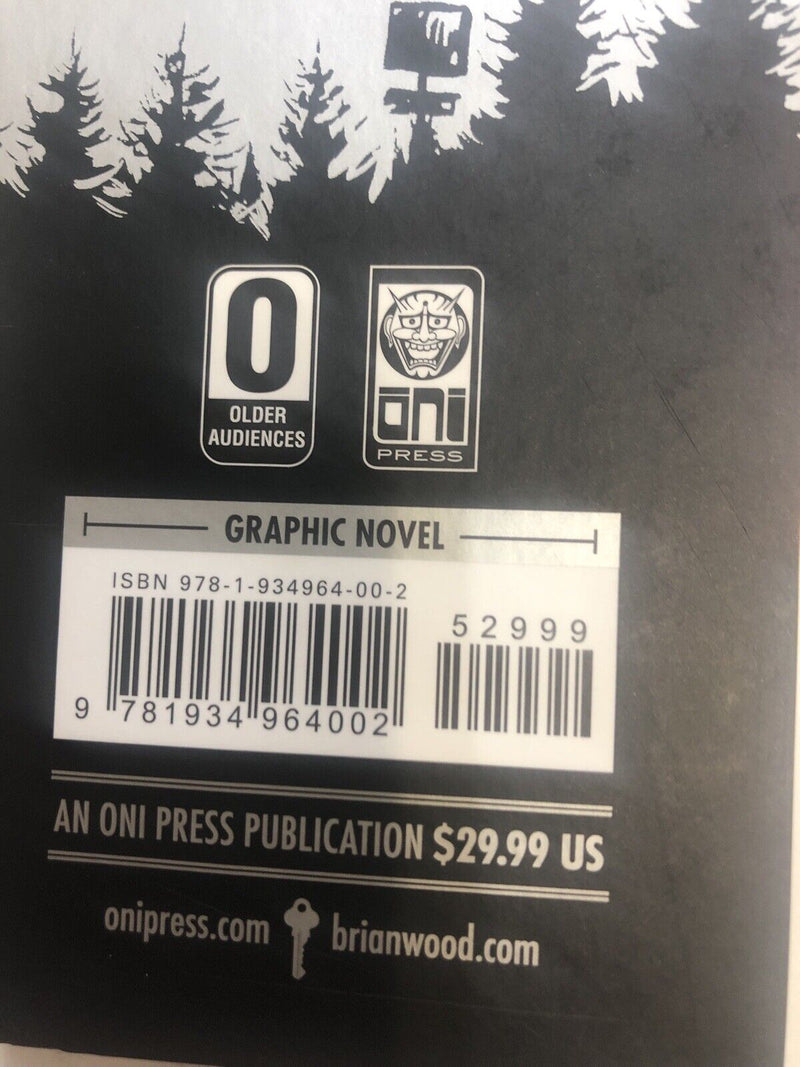 O
OLDER
AUDIENCES
ōni
PRESS
GRAPHIC NOVEL
ISBN 978-1-934964-00-2
52999
9 781934 964002
AN ONI PRESS PUBLICATION $29.99 US
onipress.com brianwood.com